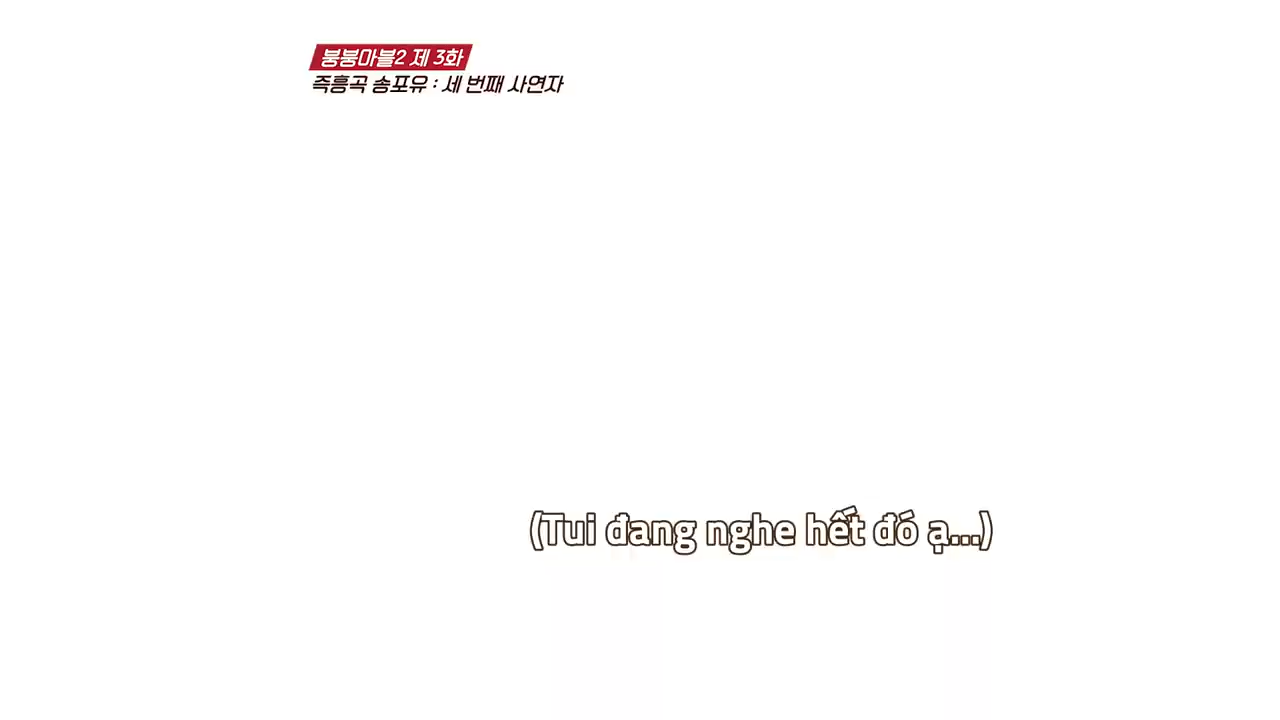 붕붕마블2 제 3화
즉흥곡 송포유 : 세 번째 사연자
(Tui đang nghe hết đó ạ...)